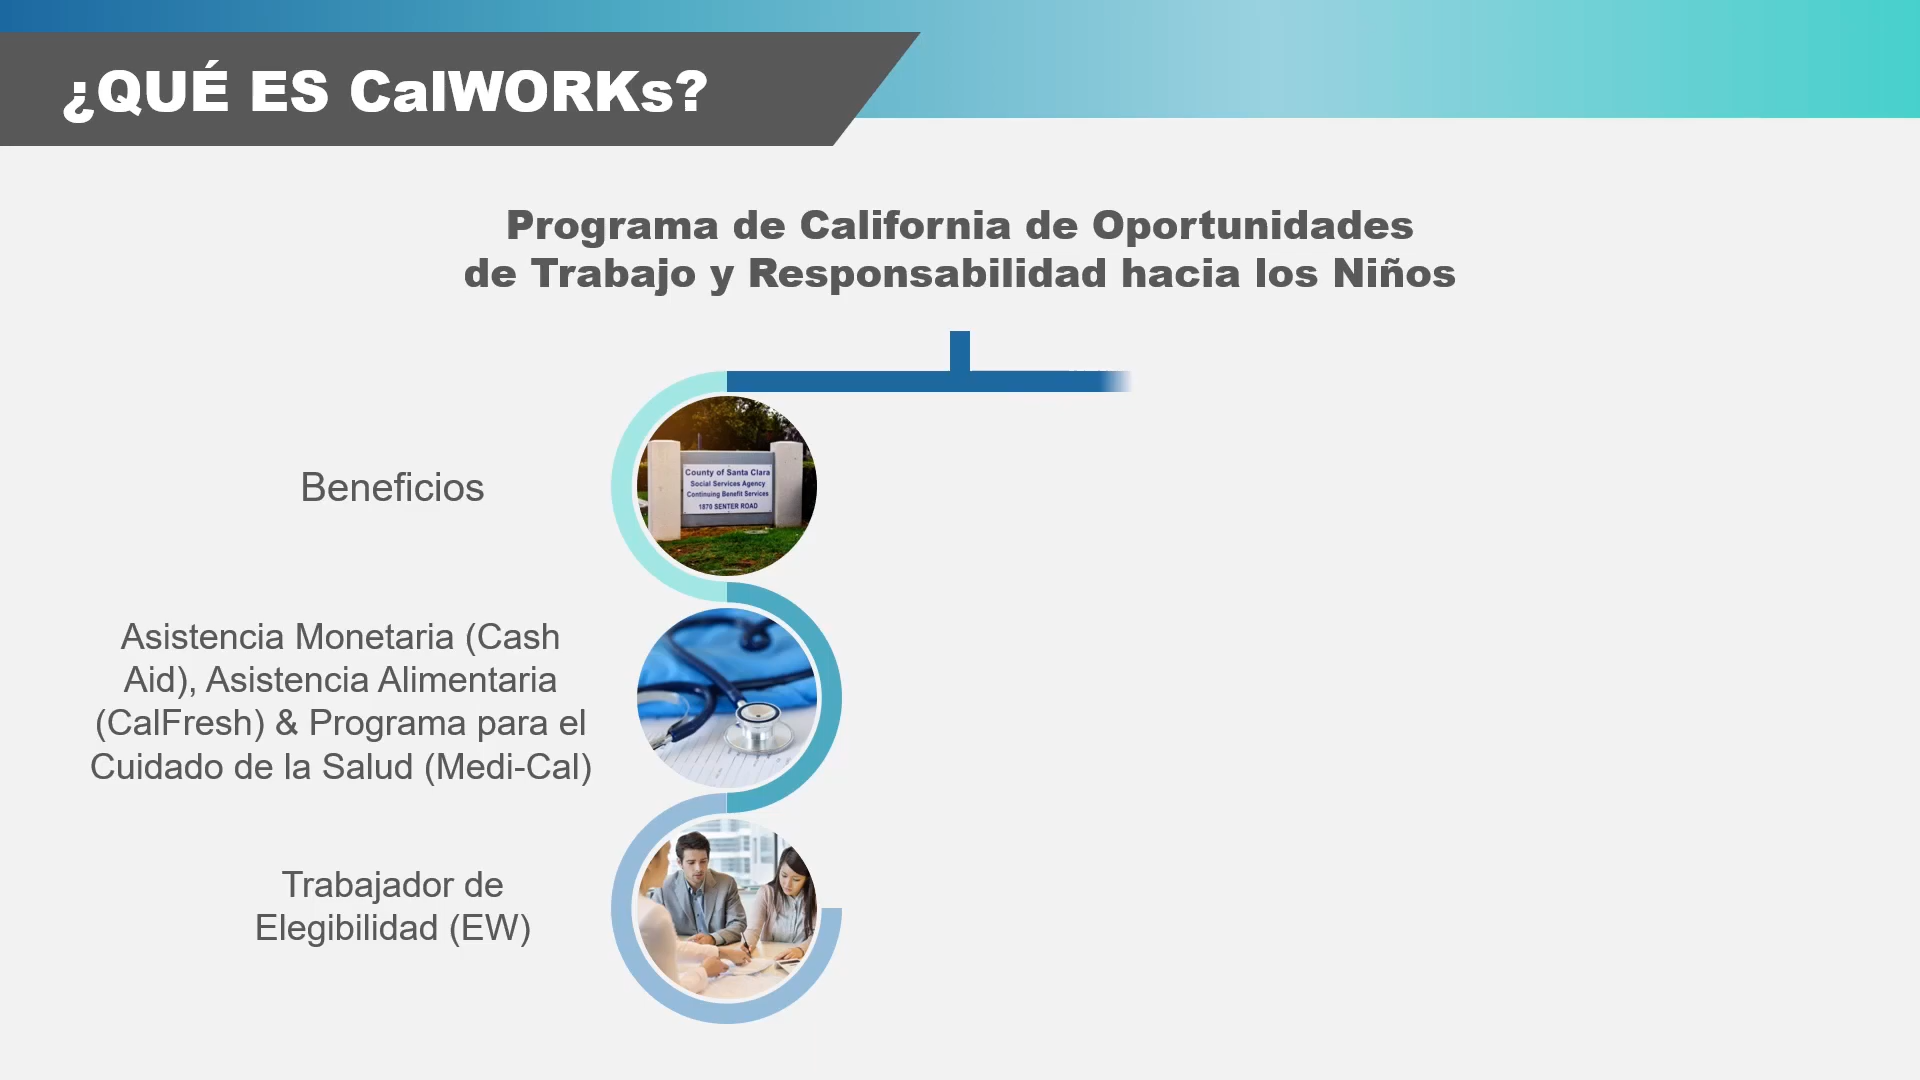 ¿QUÉ ES CalWORKs?
Programa de California de Oportunidades
de Trabajo y Responsabilidad hacia los Niños
Beneficios
County of Santa Clara
Social Services Agency
Continuing Benefit Services
1870 SENTER ROAD
Asistencia Monetaria (Cash
Aid), Asistencia Alimentaria
(CalFresh) & Programa para el
Cuidado de la Salud (Medi-Cal)
Trabajador de
Elegibilidad (EW)